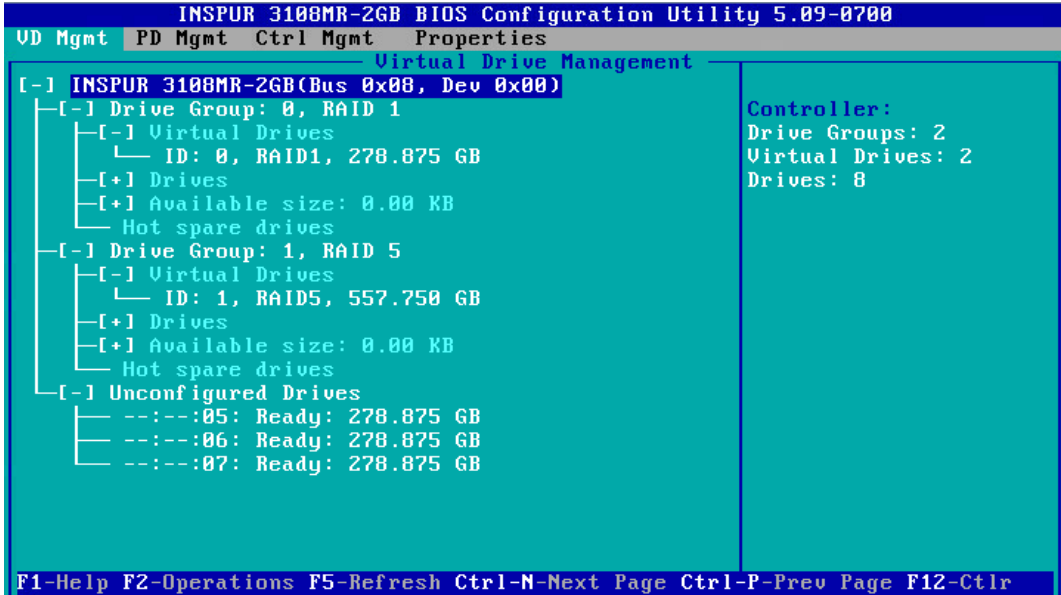 INSPUR 3108MR-2GB BIOS Configuration Utility 5.09-0700
VD Mgmt PD Mgmt Ctrl Mgmt Properties
Virtual Drive Management
[-] INSPUR 3108MR-2GB(Bus 0x08, Dev 0x00)
[-] Drive Group: 0, RAID 1
[-] Virtual Drives
ID: 0, RAID1, 278.875 GB
[+] Drives
[+] Available size: 0.00 KB
Hot spare drives
[-] Drive Group: 1, RAID 5
[-] Virtual Drives
ID: 1, RAID5, 557.750 GB
[+] Drives
[+] Available size: 0.00 KB
Hot spare drives
[-] Unconfigured Drives
--:--:05: Ready: 278.875 GB
--:--:06: Ready: 278.875 GB
--:--:07: Ready: 278.875 GB
Controller:
Drive Groups: 2
Virtual Drives: 2
Drives: 8
F1-Help F2-Operations F5-Refresh Ctrl-N-Next Page Ctrl-P-Prev Page F12-Ctlr